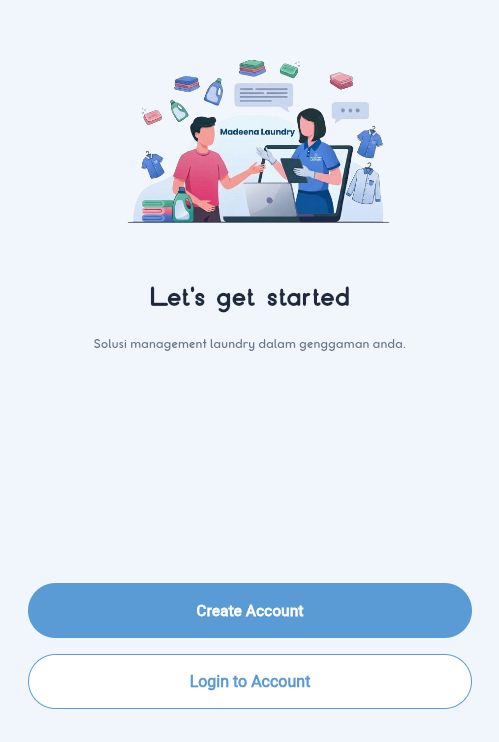 Madeena Laundry
Let's get started
Solusi management laundry dalam genggaman anda.
Create Account
Login to Account